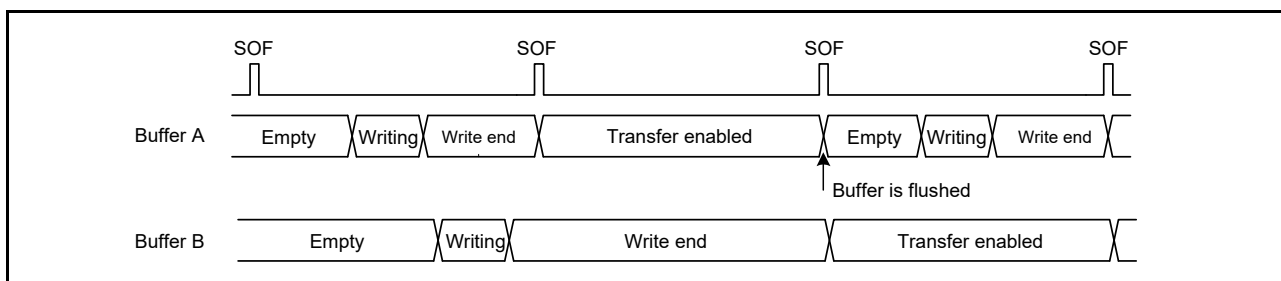 SOF SOF SOF SOF
Buffer A Empty Writing Write end Transfer enabled Empty Writing Write end
Buffer is flushed
Buffer B Empty Writing Write end Transfer enabled